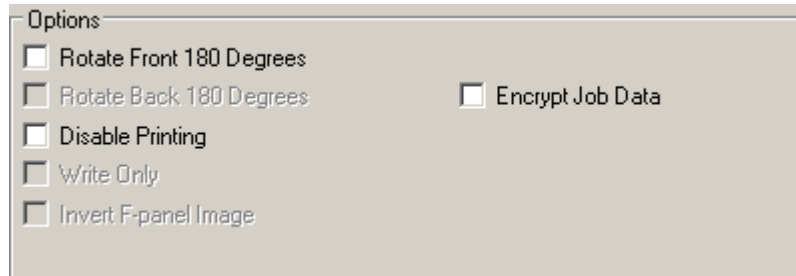 Options
Rotate Front 180 Degrees
Rotate Back 180 Degrees
Encrypt Job Data
Disable Printing
Write Only
Invert F-panel Image